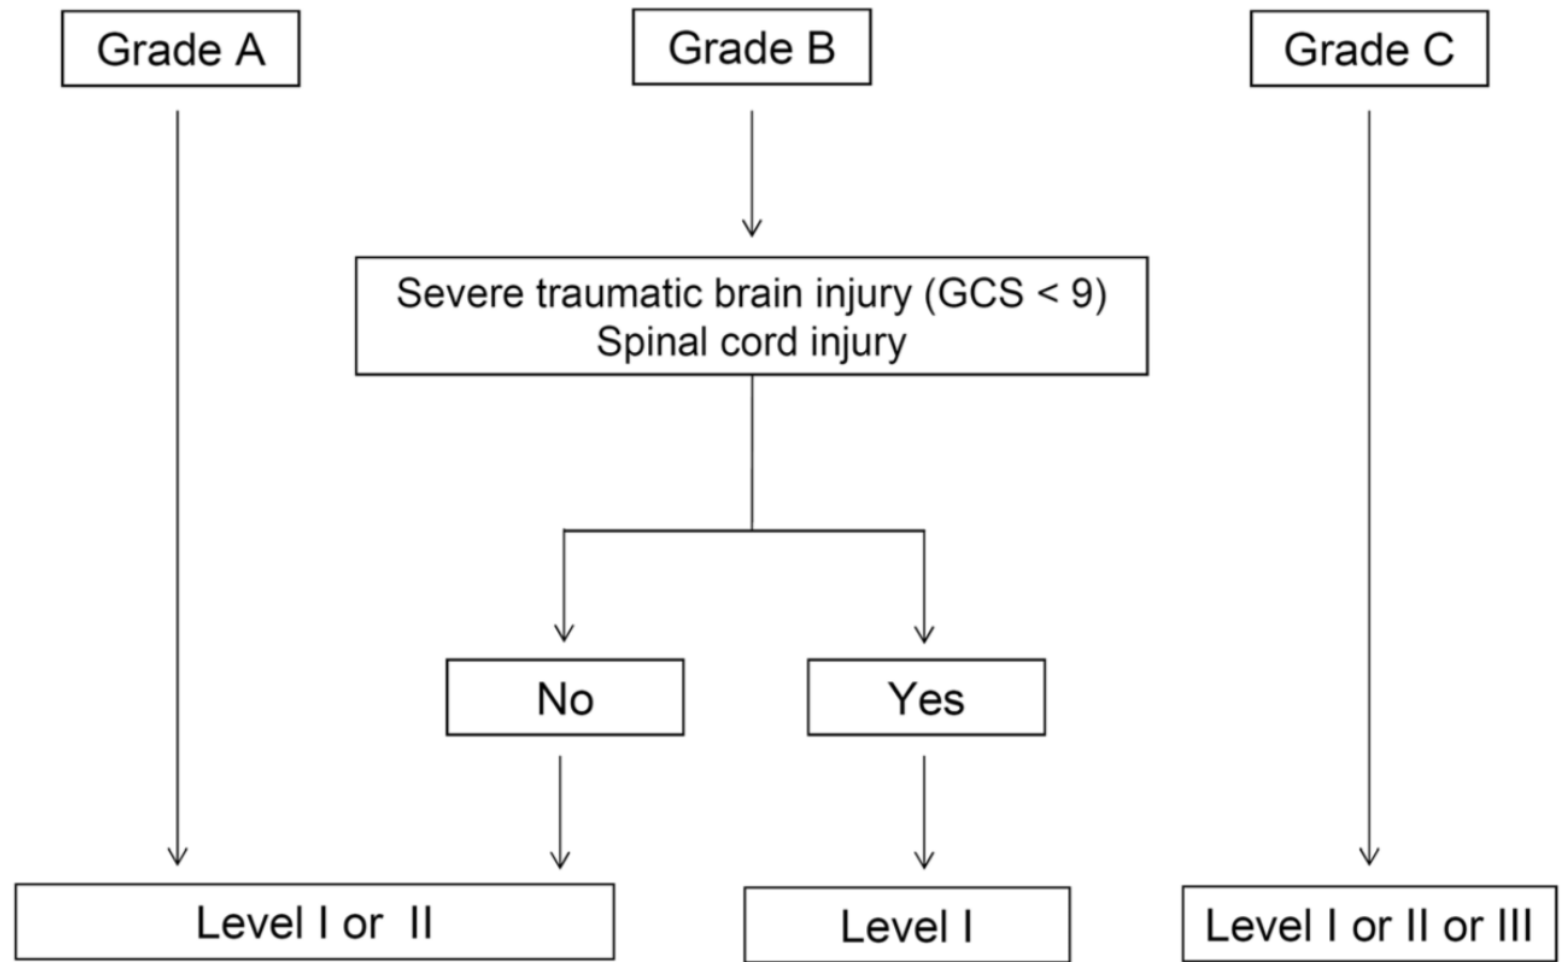 Grade A
Grade B
Grade C
Severe traumatic brain injury (GCS < 9)
Spinal cord injury
No
Yes
Level I or II
Level I
Level I or II or III